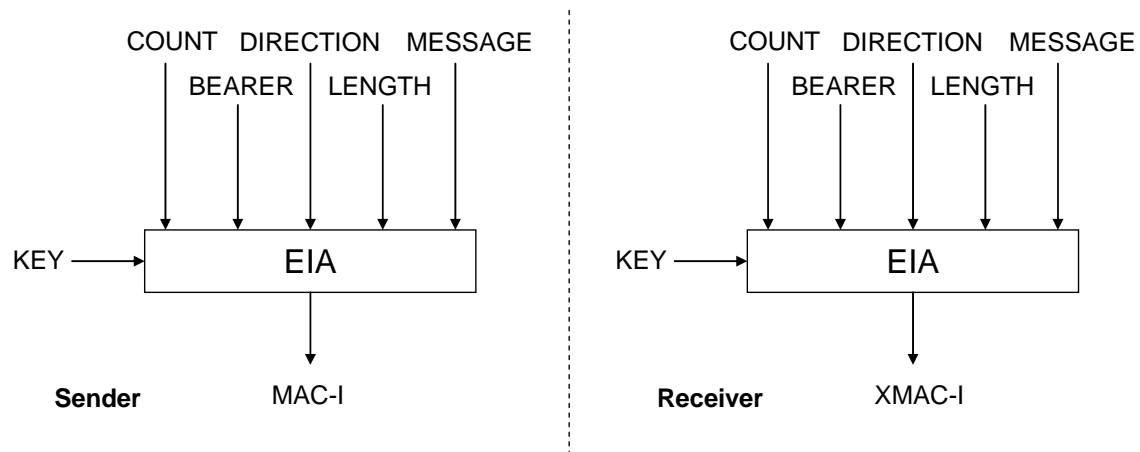 COUNT DIRECTION MESSAGE
BEARER LENGTH
KEY EIA
Sender MAC-I
COUNT DIRECTION MESSAGE
BEARER LENGTH
KEY EIA
Receiver XMAC-I